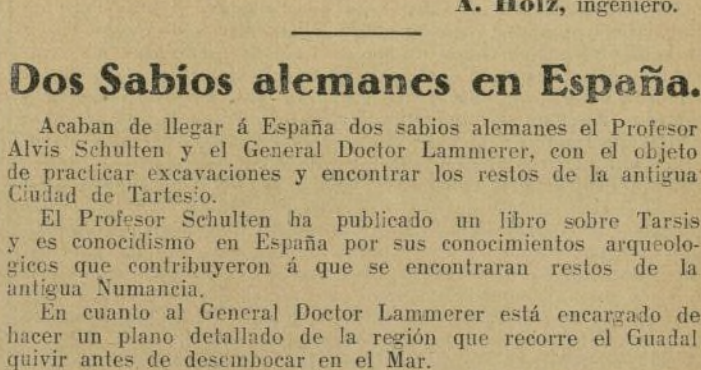 A. Holz, ingeniero.
Dos Sabios alemanes en España.
Acaban de llegar á España dos sabios alemanes el Profesor
Alvis Schulten y el General Doctor Lammerer, con el objeto
de practicar excavaciones y encontrar los restos de la antigua
Ciudad de Tartesio.
El Profesor Schulten ha publicado un libro sobre Tarsis
y es conocidismo en España por sus conocimientos arqueolo-
gicos que contribuyeron á que se encontraran restos de la
antigua Numancia.
En cuanto al General Doctor Lammerer está encargado de
hacer un plano detallado de la región que recorre el Guadal
quivir antes de desembocar en el Mar.